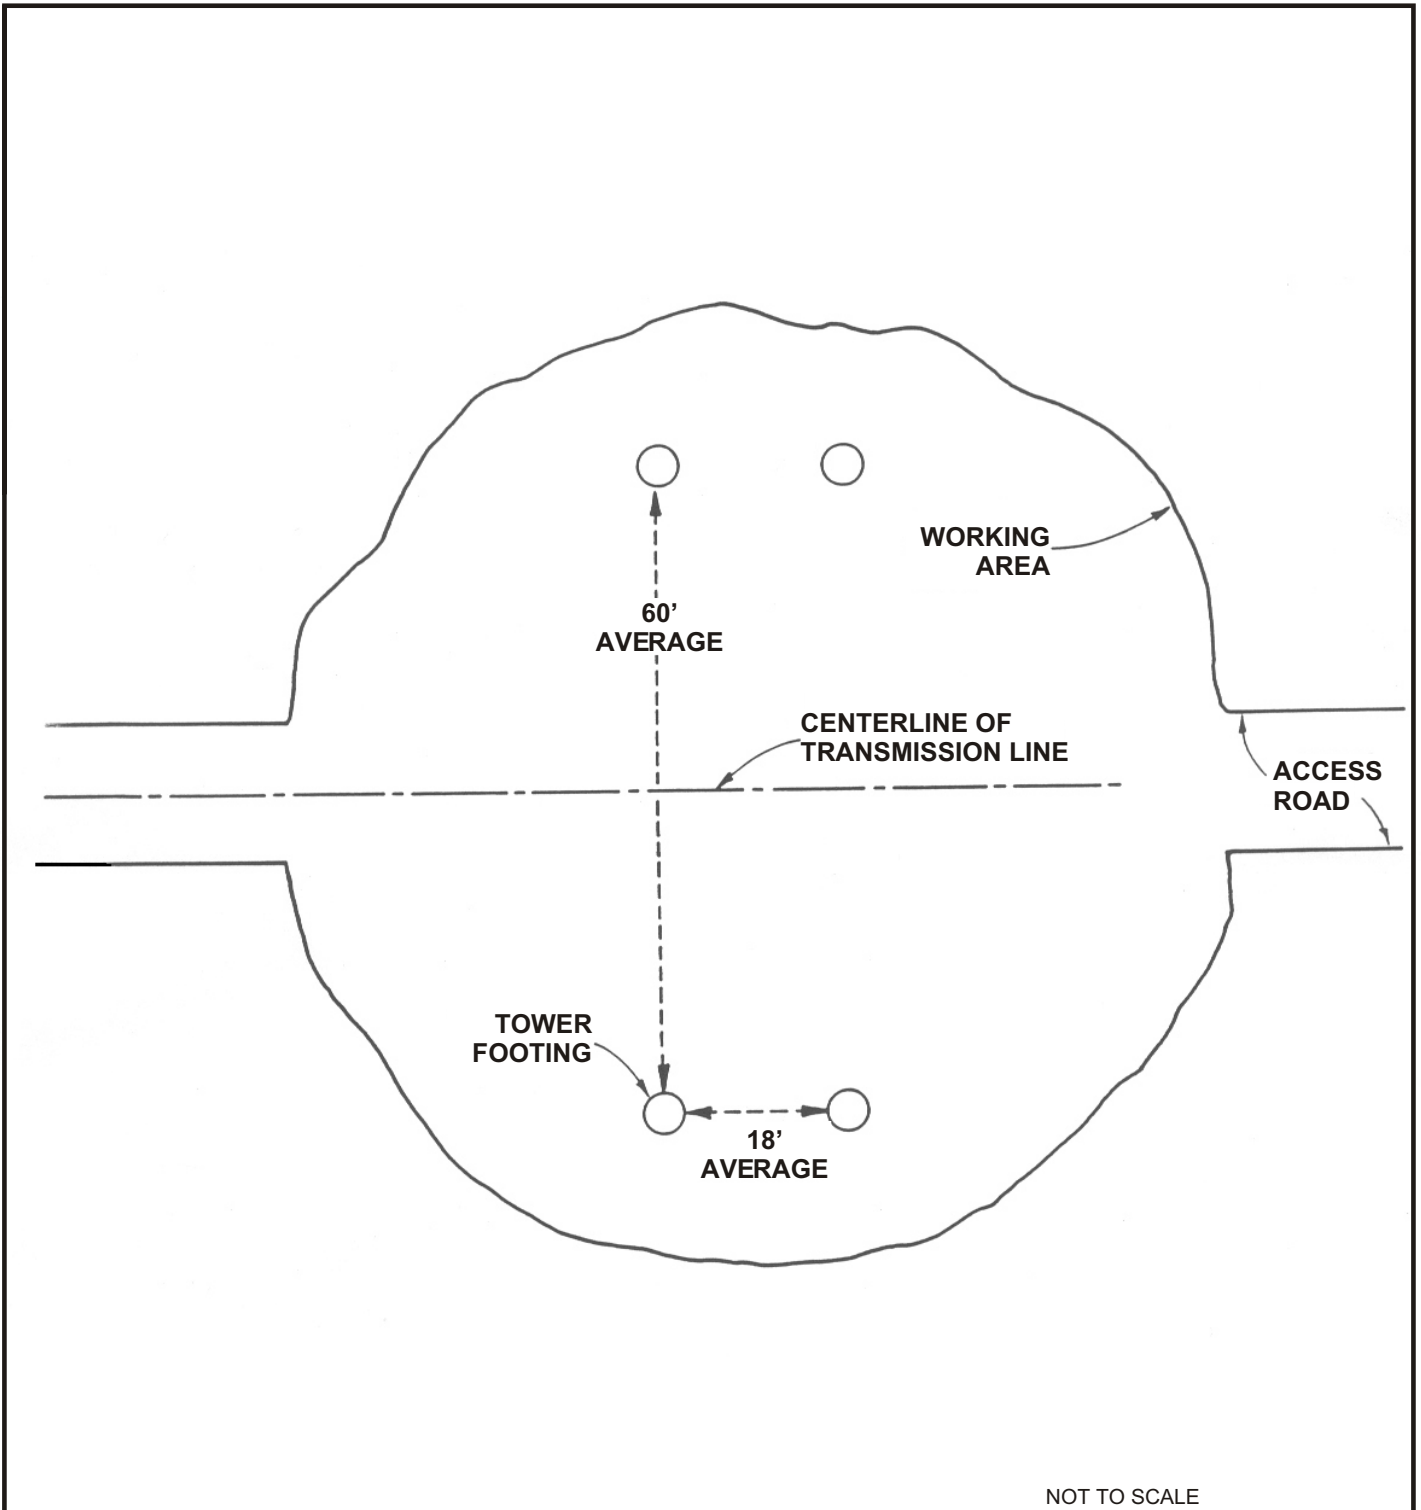 WORKING
AREA
60’
AVERAGE
CENTERLINE OF
TRANSMISSION LINE
ACCESS
ROAD
TOWER
FOOTING
18’
AVERAGE
NOT TO SCALE